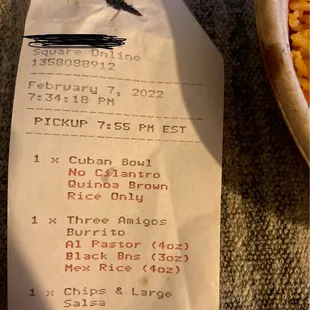 Square Online
1358088912
February 7, 2022
7:34:18 PM
PICKUP 7:55 PM EST
1 x Cuban Bowl
No Cilantro
Quinoa Brown
Rice Only
1 x Three Amigos
Burrito
Al Pastor (4oz)
Black Bns (3oz)
Mex Rice (4oz)
1 x Chips & Large
Salsa